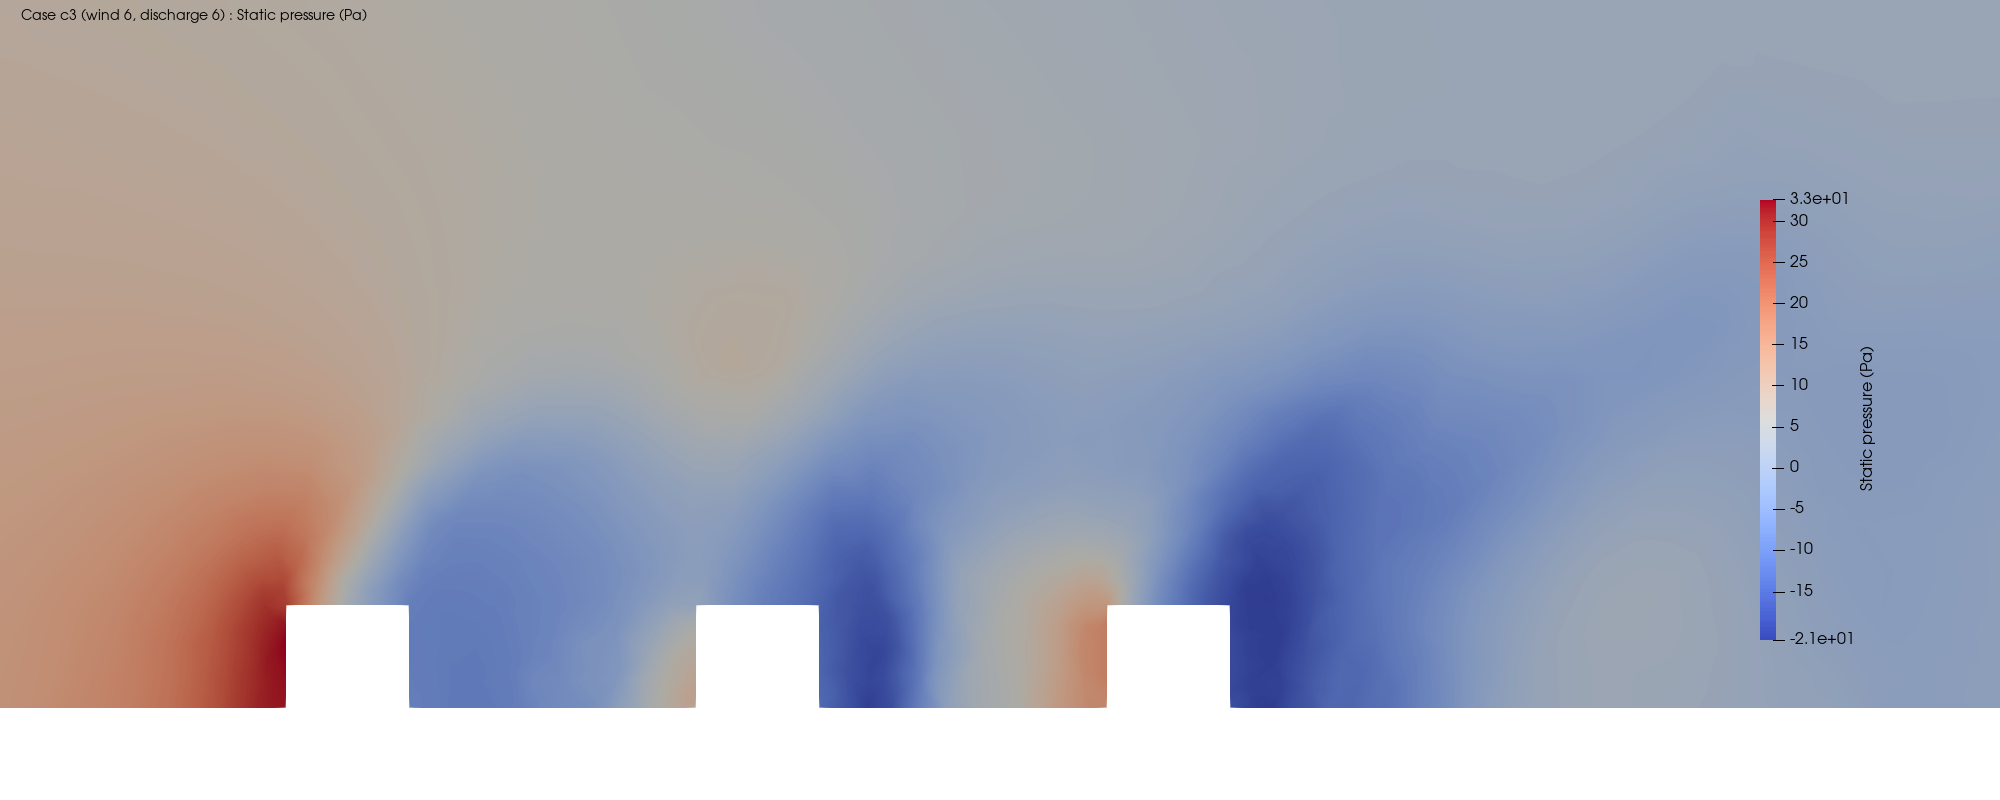 Case c3 (wind 6, discharge 6) : Static pressure (Pa)
3.3e+01
30
25
20
15
10
5
0
-5
-10
-15
-2.1e+01
Static pressure (Pa)